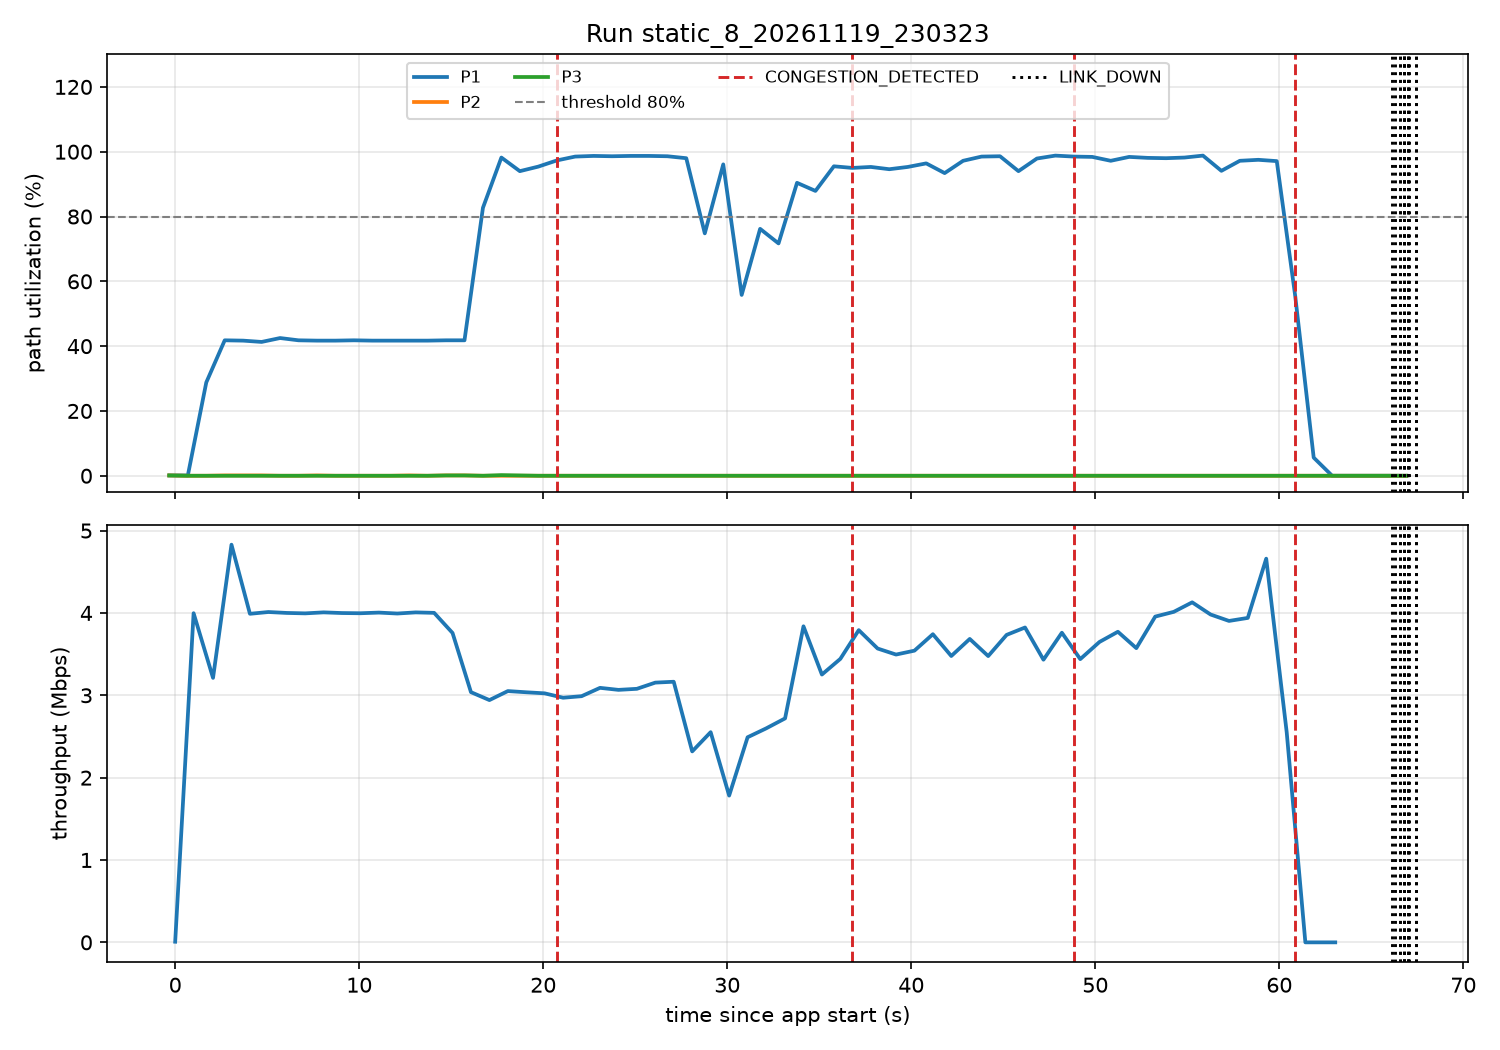 Run static_8_20261119_230323
P1 P3 CONGESTION_DETECTED LINK_DOWN
P2 threshold 80%
120
100
80
60
40
20
0
path utilization (%)
5
4
3
2
1
0
throughput (Mbps)
0 10 20 30 40 50 60 70
time since app start (s)